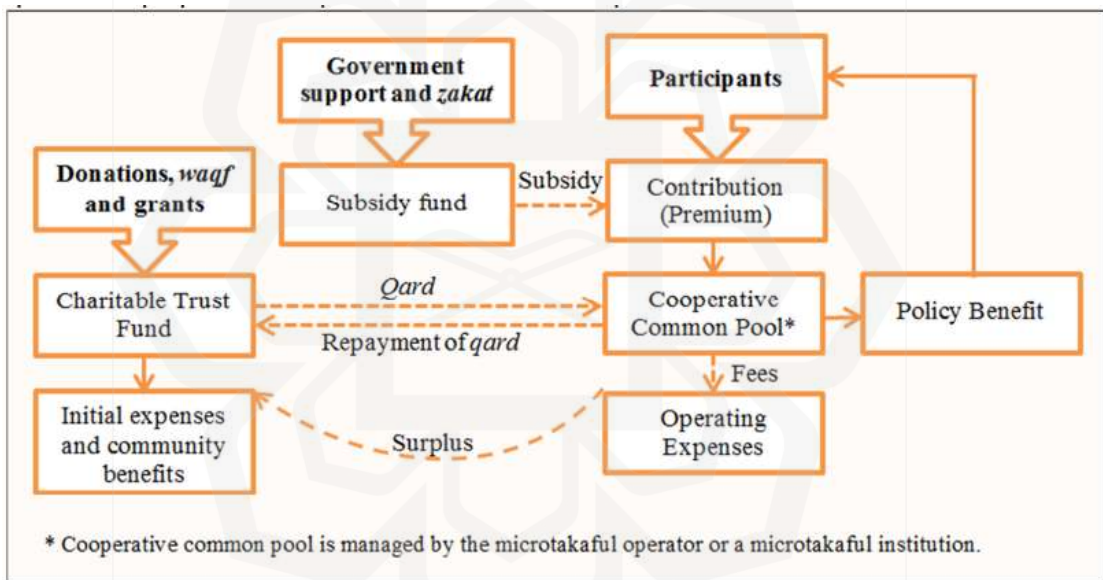 Government
support and zakat
Participants
Donations, waqf
and grants
Subsidy fund
Subsidy
Contribution
(Premium)
Charitable Trust
Fund
Qard
Repayment of qard
Cooperative
Common Pool*
Policy Benefit
Fees
Initial expenses
and community
benefits
Surplus
Operating
Expenses
* Cooperative common pool is managed by the microtakaful operator or a microtakaful institution.